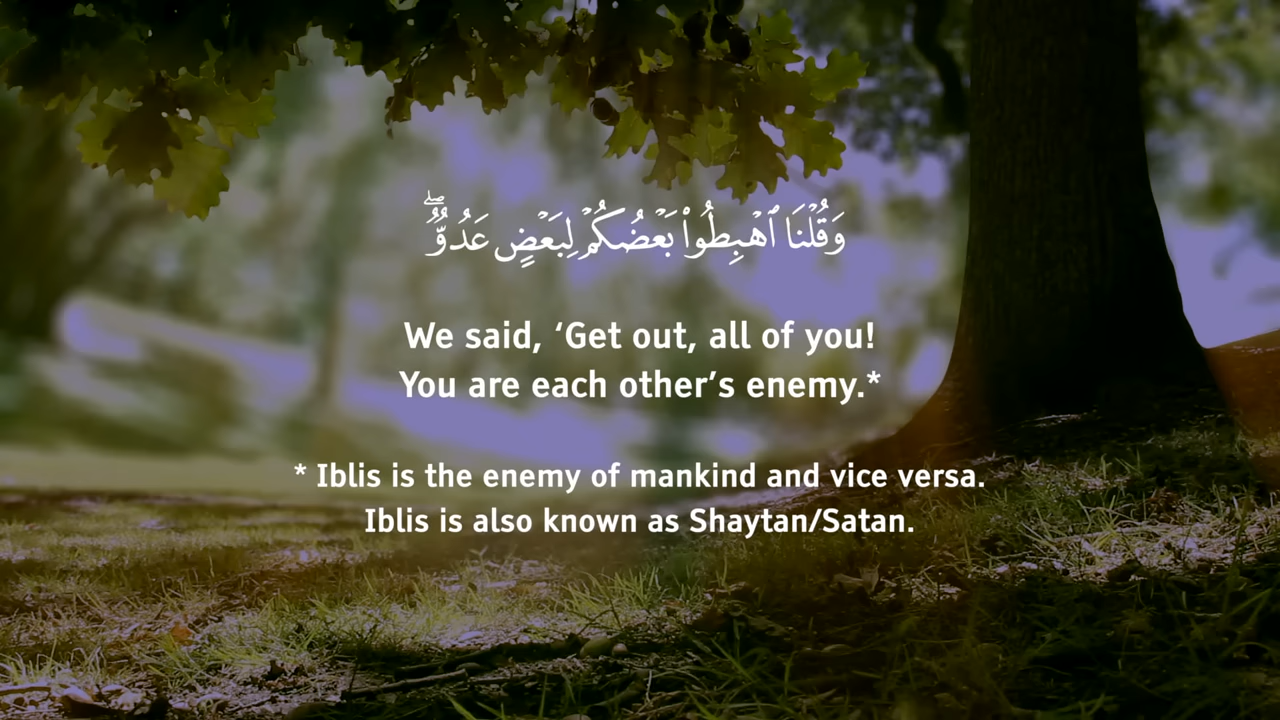 وَقُلْنَا ٱهْبِطُوا۟ بَعْضُكُمْ لِبَعْضٍ عَدُوٌّۖ
We said, ‘Get out, all of you!
You are each other’s enemy.*
* Iblis is the enemy of mankind and vice versa.
Iblis is also known as Shaytan/Satan.